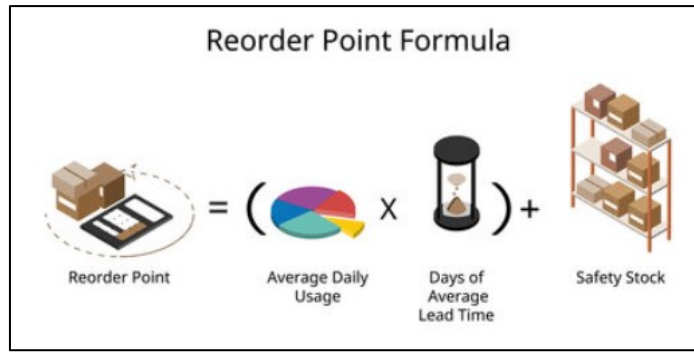 Reorder Point Formula
= ( X ) +
Reorder Point
Average Daily
Usage
Days of
Average
Lead Time
Safety Stock